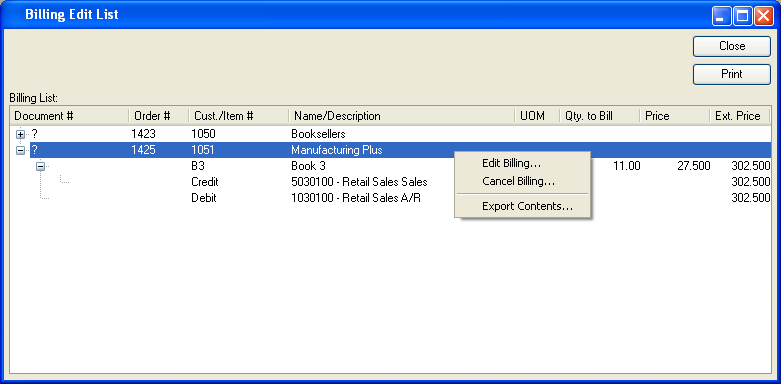 Billing Edit List
Close
Print
Billing List:
Document # Order # Cust./Item # Name/Description UOM Qty. to Bill Price Ext. Price
? 1423 1050 Booksellers
? 1425 1051 Manufacturing Plus
B3 Book 3 11.00 27.500 302.500
Credit 5030100 - Retail Sales Sales 302.500
Debit 1030100 - Retail Sales A/R 302.500
Edit Billing...
Cancel Billing...
Export Contents...